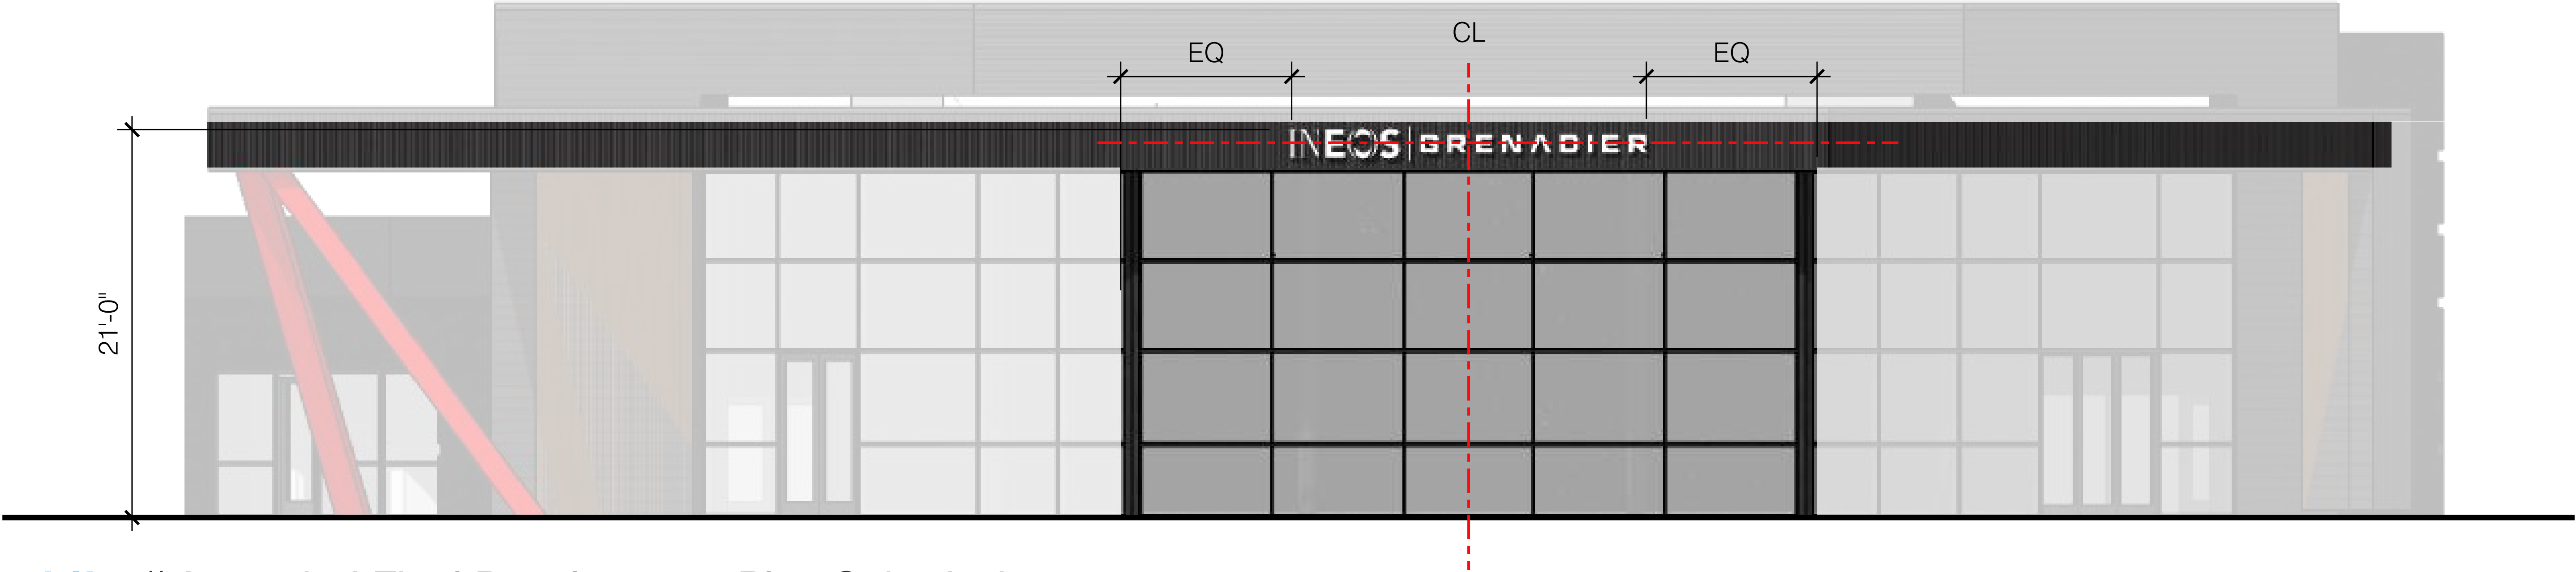 CL
EQ
EQ
INEOS | GRENADIER
21'-0"